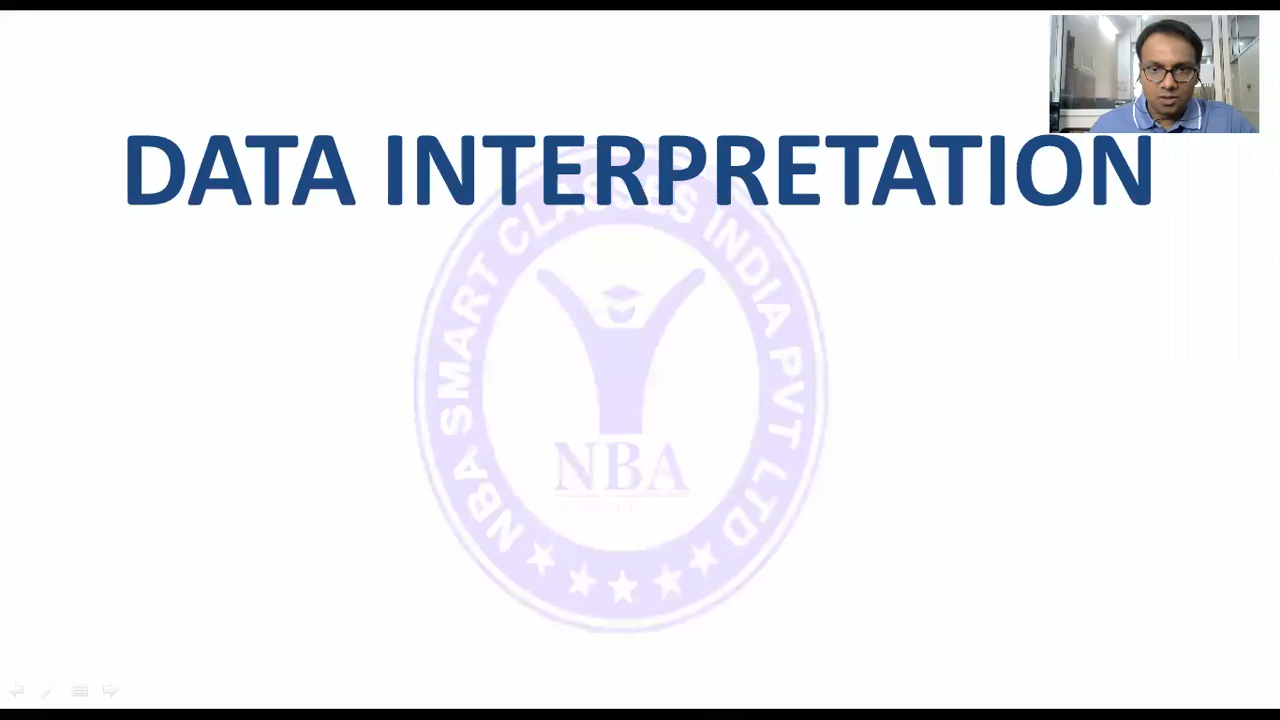 DATA INTERPRETATION
NBA SMART CLASSES INDIA PVT LTD
NBA